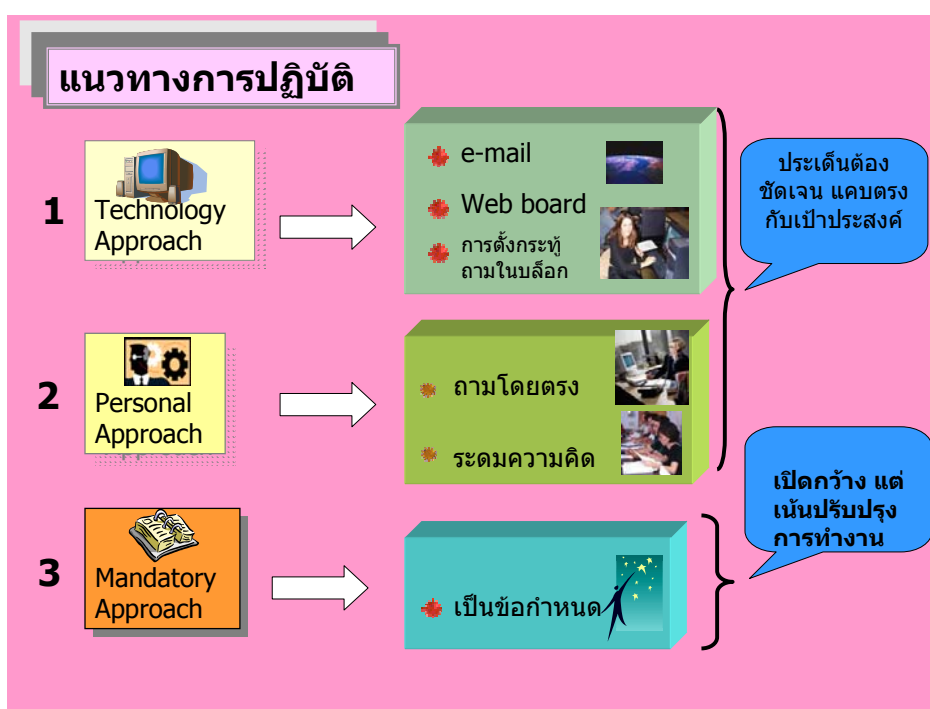 แนวทางการปฏิบัติ
1
Technology
Approach
e-mail
Web board
การตั้งกระทู้
ถามในบล็อก
ประเด็นต้อง
ชัดเจน แคบตรง
กับเป้าประสงค์
2
Personal
Approach
ถามโดยตรง
ระดมความคิด
3
Mandatory
Approach
เป็นข้อกำหนด
เปิดกว้าง แต่
เน้นปรับปรุง
การทำงาน